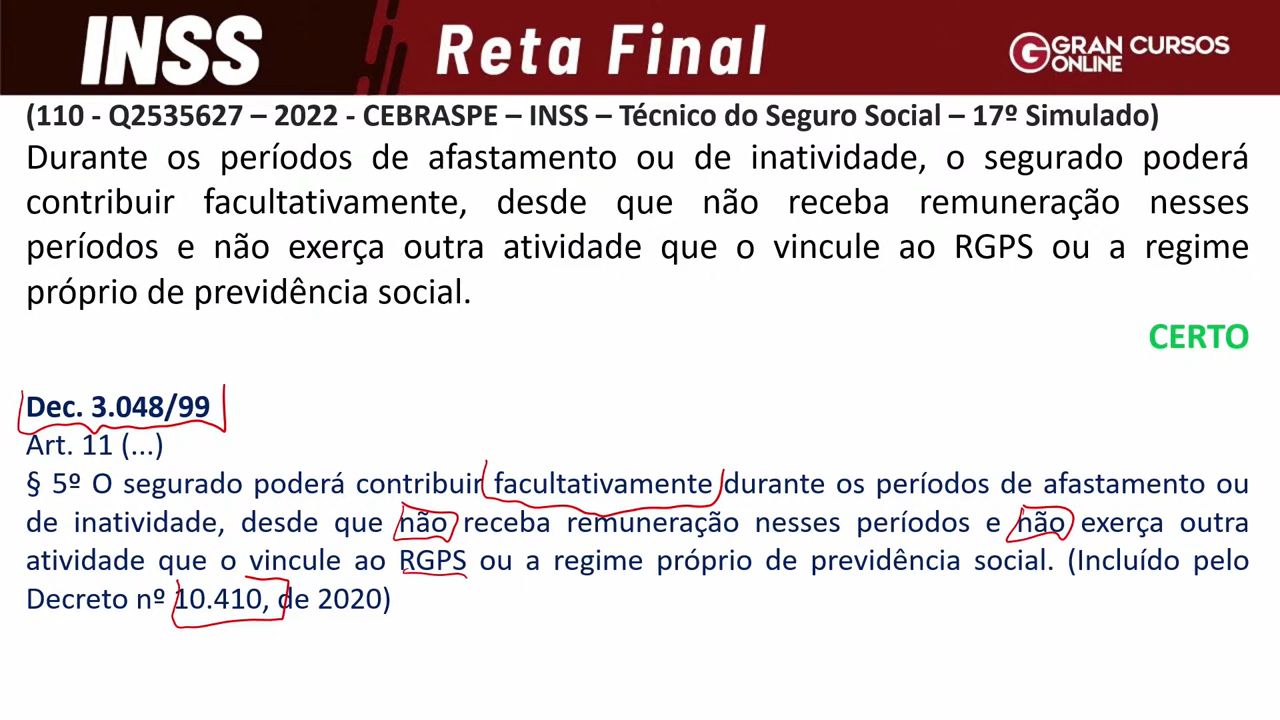 INSS Reta Final GRAN CURSOS
ONLINE
(110 - Q2535627 – 2022 - CEBRASPE – INSS – Técnico do Seguro Social – 17º Simulado)
Durante os períodos de afastamento ou de inatividade, o segurado poderá
contribuir facultativamente, desde que não receba remuneração nesses
períodos e não exerça outra atividade que o vincule ao RGPS ou a regime
próprio de previdência social.
CERTO
Dec. 3.048/99
Art. 11 (...)
§ 5º O segurado poderá contribuir facultativamente durante os períodos de afastamento ou
de inatividade, desde que não receba remuneração nesses períodos e não exerça outra
atividade que o vincule ao RGPS ou a regime próprio de previdência social. (Incluído pelo
Decreto nº 10.410, de 2020)